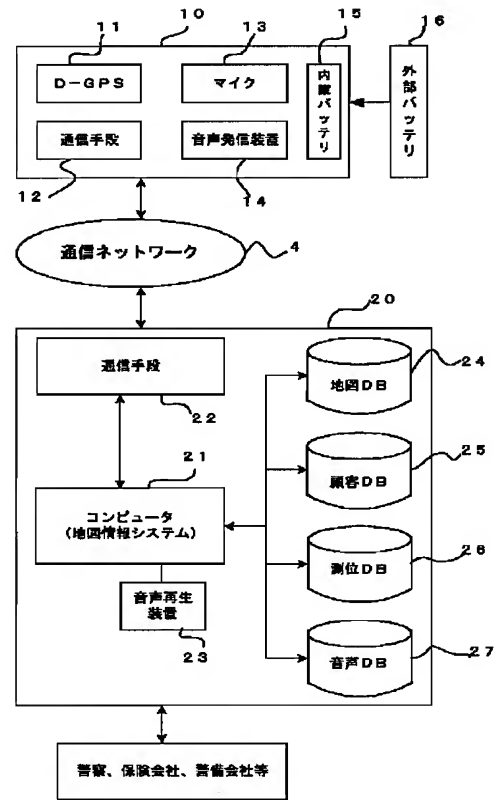 10
11
13
15
16
D-GPS
マイク
内蔵バッテリ
外部バッテリ
通信手段
音声発信装置
12
14
通信ネットワーク
4
20
通信手段
22
地図DB
24
21
コンピュータ
(地図情報システム)
顧客DB
25
測位DB
26
音声再生
装置
23
音声DB
27
警察、保険会社、警備会社等